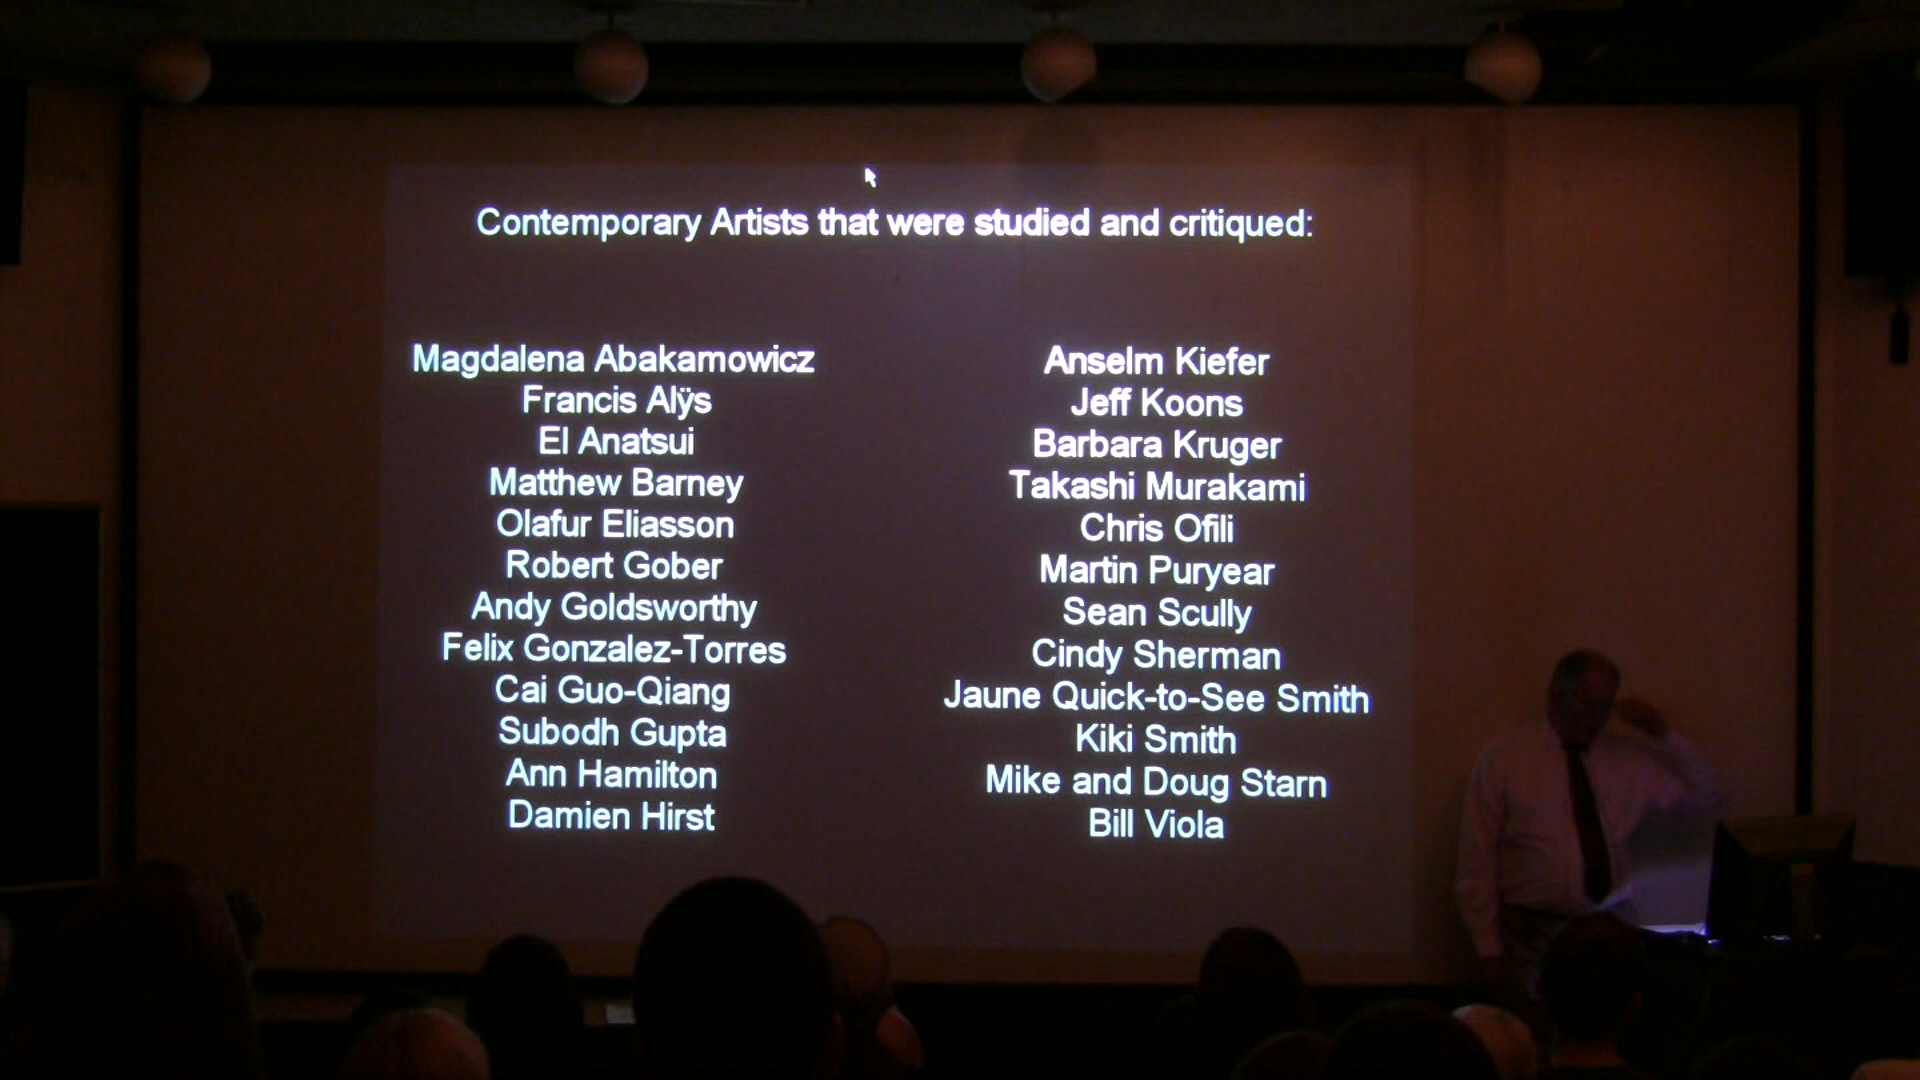 Contemporary Artists that were studied and critiqued:
Magdalena Abakamowicz
Francis Alÿs
El Anatsui
Matthew Barney
Olafur Eliasson
Robert Gober
Andy Goldsworthy
Felix Gonzalez-Torres
Cai Guo-Qiang
Subodh Gupta
Ann Hamilton
Damien Hirst
Anselm Kiefer
Jeff Koons
Barbara Kruger
Takashi Murakami
Chris Ofili
Martin Puryear
Sean Scully
Cindy Sherman
Jaune Quick-to-See Smith
Kiki Smith
Mike and Doug Starn
Bill Viola